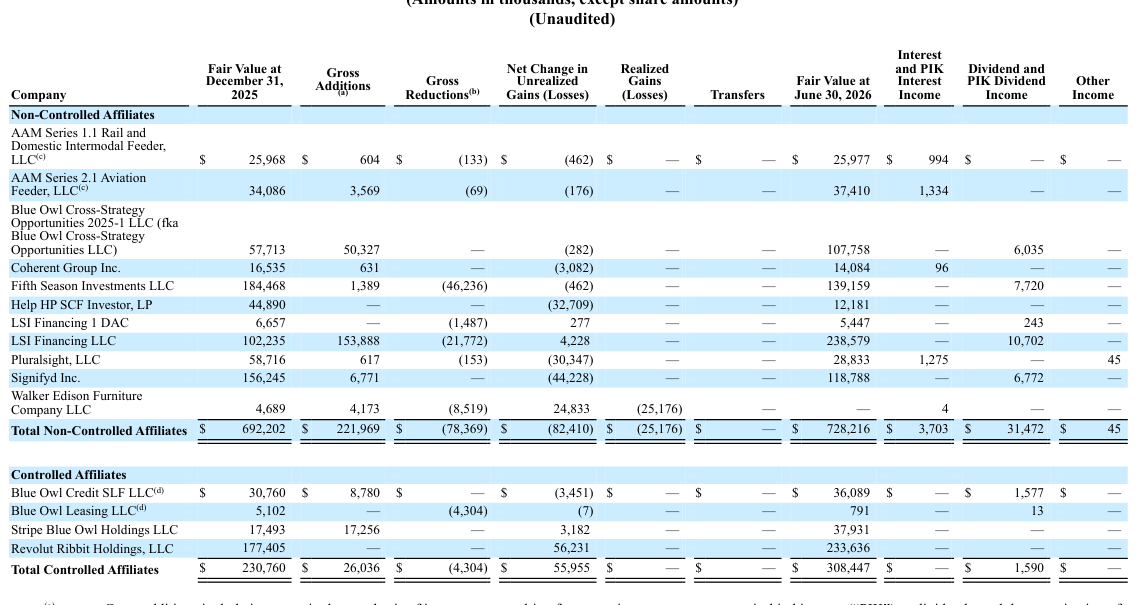 (Amounts in thousands, except share amounts)
(Unaudited)
Company | Fair Value at December 31, 2025 | Gross Additions (a) | Gross Reductions(b) | Net Change in Unrealized Gains (Losses) | Realized Gains (Losses) | Transfers | Fair Value at June 30, 2026 | Interest and PIK Interest Income | Dividend and PIK Dividend Income | Other Income
Non-Controlled Affiliates
AAM Series 1.1 Rail and
Domestic Intermodal Feeder,
LLC(c) $ 25,968 $ 604 $ (133) $ (462) $ — $ — $ 25,977 $ 994 $ — $ —
AAM Series 2.1 Aviation
Feeder, LLC(c) 34,086 3,569 (69) (176) — — 37,410 1,334 — —
Blue Owl Cross-Strategy
Opportunities 2025-1 LLC (fka
Blue Owl Cross-Strategy
Opportunities LLC) 57,713 50,327 — (282) — — 107,758 — 6,035 —
Coherent Group Inc. 16,535 631 — (3,082) — — 14,084 96 — —
Fifth Season Investments LLC 184,468 1,389 (46,236) (462) — — 139,159 — 7,720 —
Help HP SCF Investor, LP 44,890 — — (32,709) — — 12,181 — — —
LSI Financing 1 DAC 6,657 — (1,487) 277 — — 5,447 — 243 —
LSI Financing LLC 102,235 153,888 (21,772) 4,228 — — 238,579 — 10,702 —
Pluralsight, LLC 58,716 617 (153) (30,347) — — 28,833 1,275 — 45
Signifyd Inc. 156,245 6,771 — (44,228) — — 118,788 — 6,772 —
Walker Edison Furniture
Company LLC 4,689 4,173 (8,519) 24,833 (25,176) — — 4 — —
Total Non-Controlled Affiliates $ 692,202 $ 221,969 $ (78,369) $ (82,410) $ (25,176) $ — $ 728,216 $ 3,703 $ 31,472 $ 45
Controlled Affiliates
Blue Owl Credit SLF LLC(d) $ 30,760 $ 8,780 $ — $ (3,451) $ — $ — $ 36,089 $ — $ 1,577 $ —
Blue Owl Leasing LLC(d) 5,102 — (4,304) (7) — — 791 — 13 —
Stripe Blue Owl Holdings LLC 17,493 17,256 — 3,182 — — 37,931 — — —
Revolut Ribbit Holdings, LLC 177,405 — — 56,231 — — 233,636 — — —
Total Controlled Affiliates $ 230,760 $ 26,036 $ (4,304) $ 55,955 $ — $ — $ 308,447 $ — $ 1,590 $ —